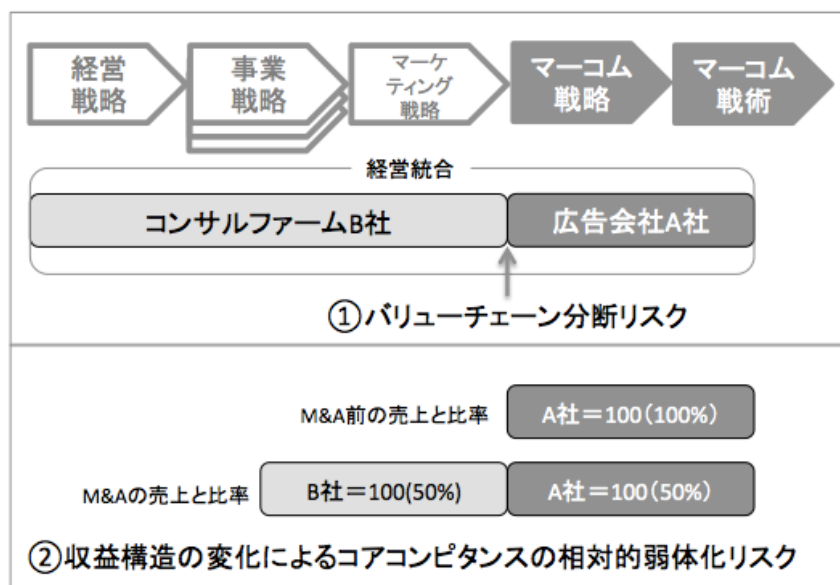 経営
戦略
事業
戦略
マーケ
ティング
戦略
マーコム
戦略
マーコム
戦術
経営統合
コンサルファームB社
広告会社A社
①バリューチェーン分断リスク
M&A前の売上と比率
A社＝100（100%）
M&Aの売上と比率
B社＝100(50%)
A社＝100（50%）
②収益構造の変化によるコアコンピタンスの相対的弱体化リスク